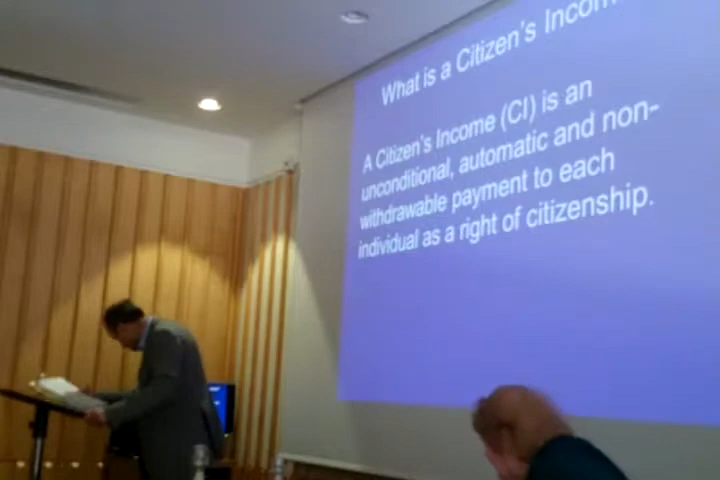 What is a Citizen's Incom
A Citizen's Income (CI) is an
unconditional, automatic and non-
withdrawable payment to each
individual as a right of citizenship.